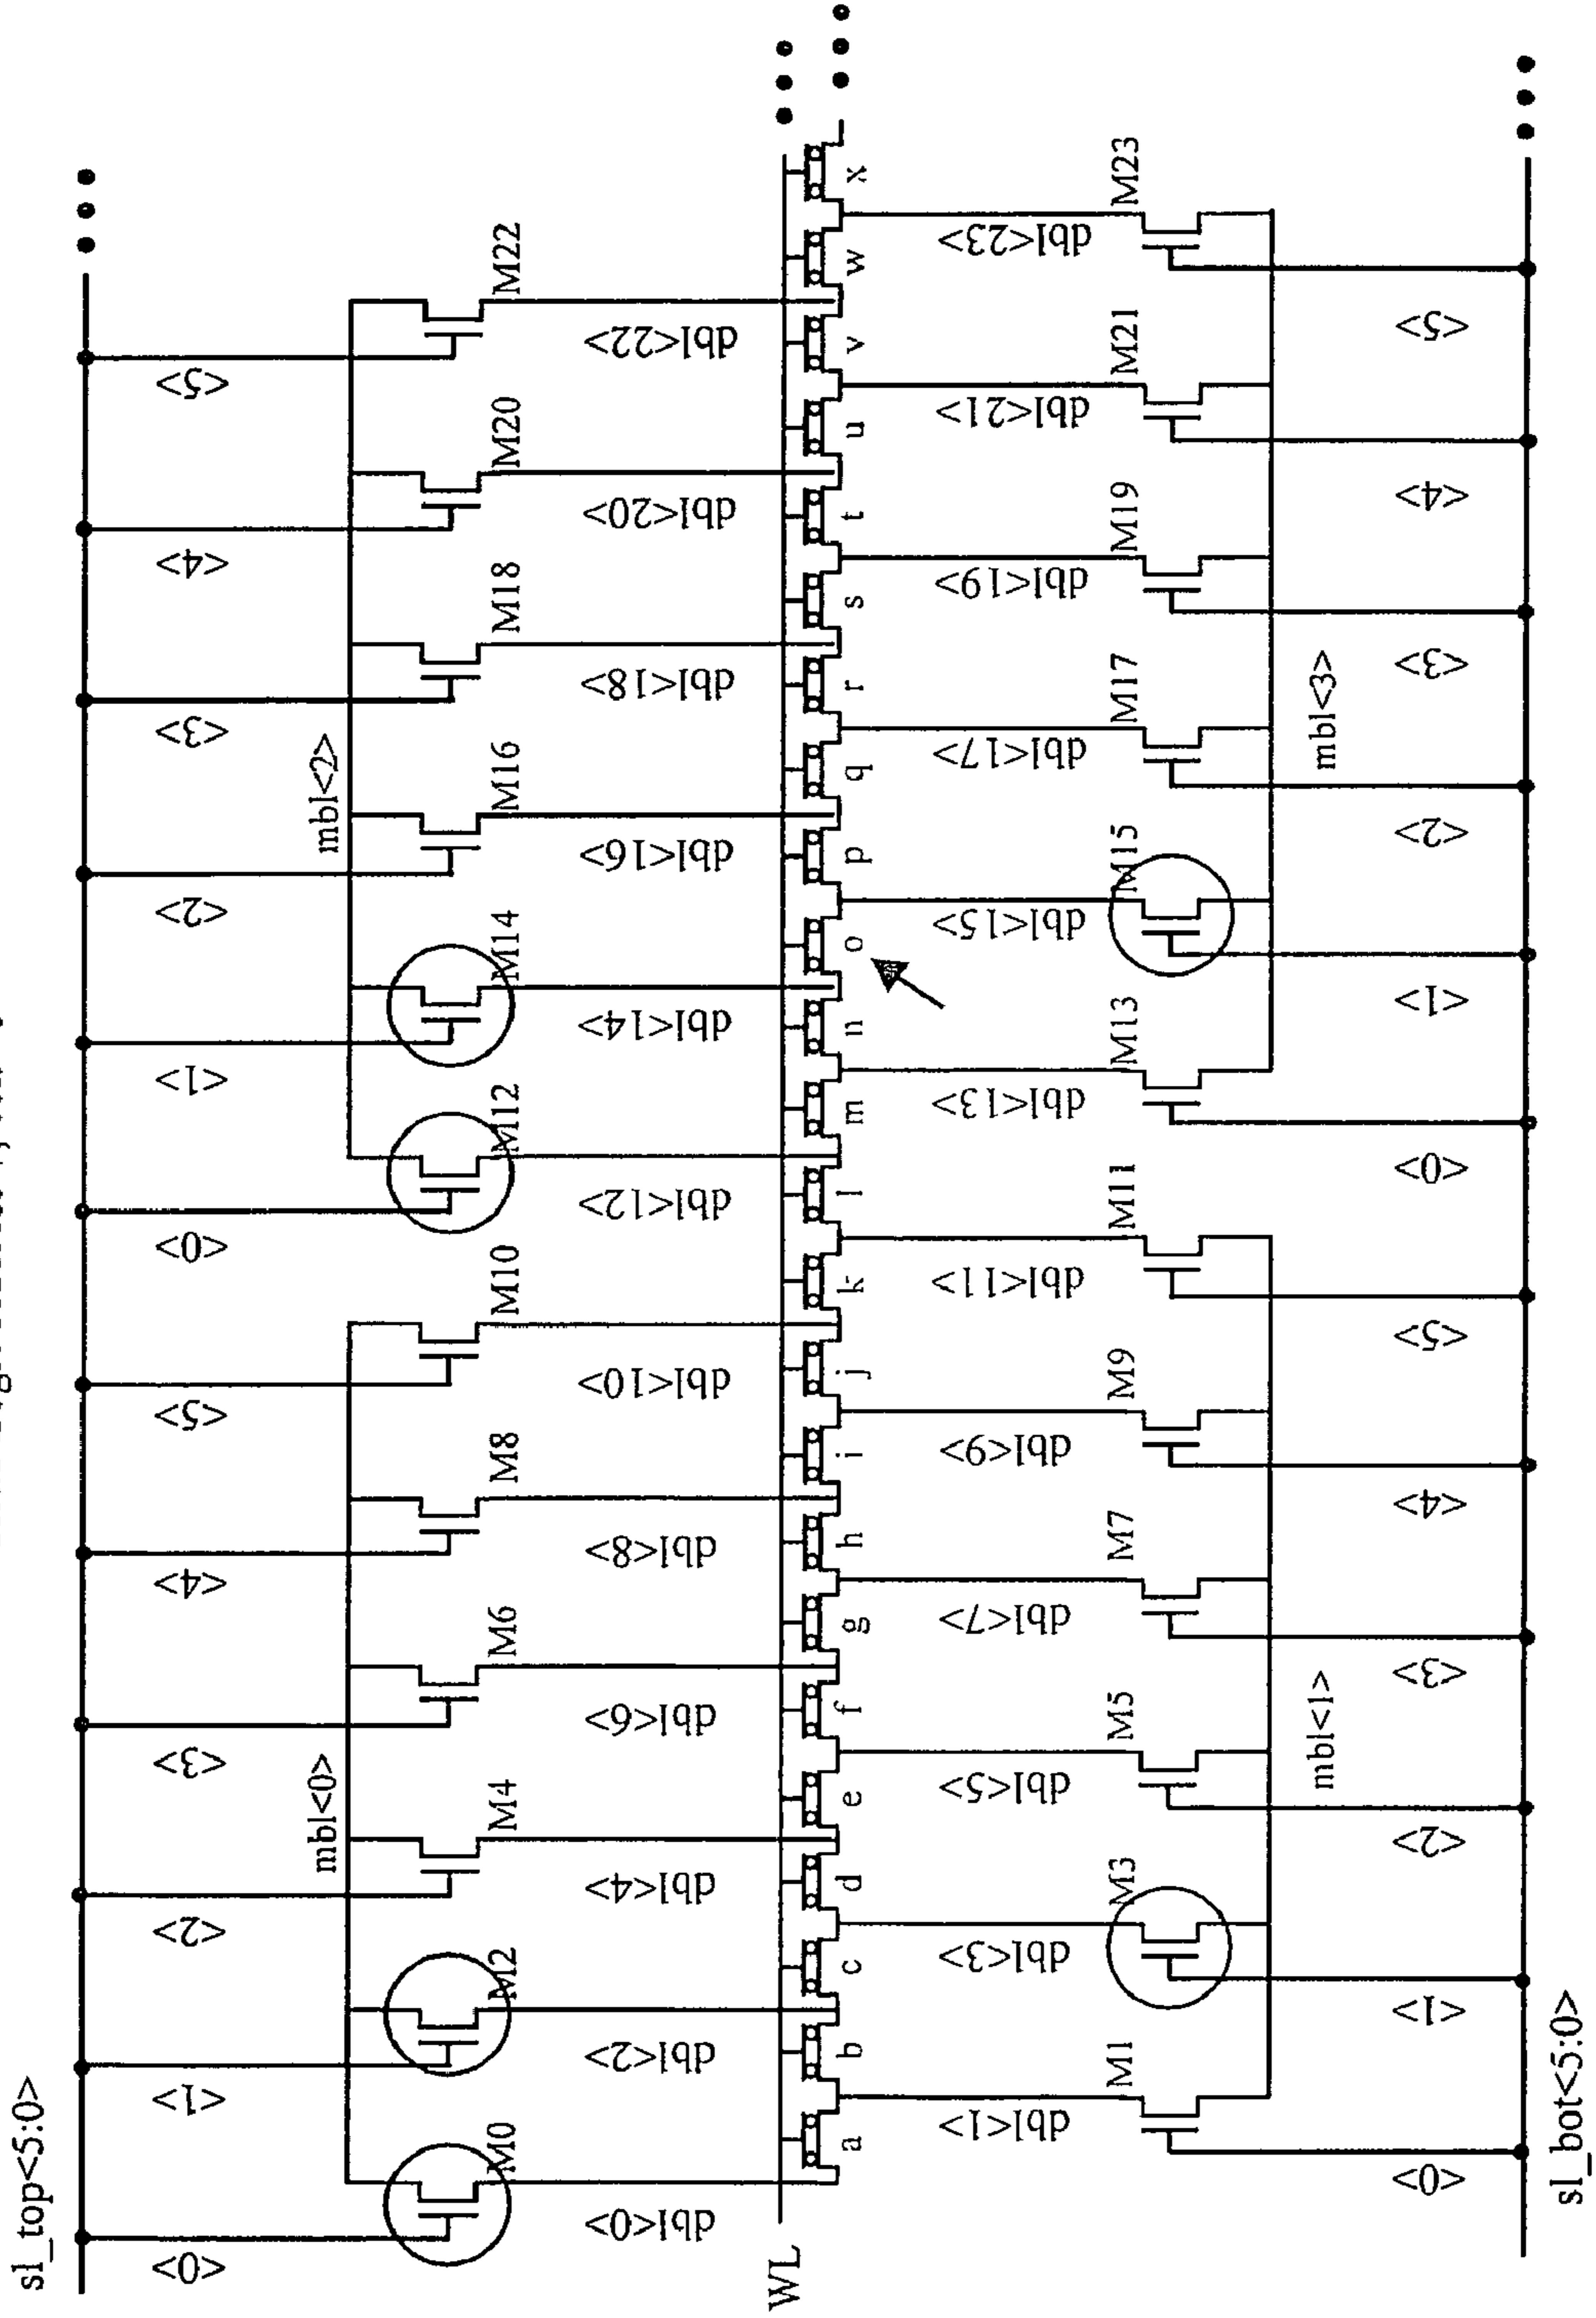 sl_top<5:0>
<0>
<1>
<2>
<3>
<4>
<5>
<0>
<1>
<2>
<3>
<4>
<5>
mbl<0>
mbl<2>
M0
M2
M4
M6
M8
M10
M12
M14
M16
M18
M20
M22
dbl<0>
dbl<2>
dbl<4>
dbl<6>
dbl<8>
dbl<10>
dbl<12>
dbl<14>
dbl<16>
dbl<18>
dbl<20>
dbl<22>
WL
a b c d e f g h i j k l m n o p q r s t u v w x
dbl<1>
dbl<3>
dbl<5>
dbl<7>
dbl<9>
dbl<11>
dbl<13>
dbl<15>
dbl<17>
dbl<19>
dbl<21>
dbl<23>
M1
M3
M5
M7
M9
M11
M13
M15
M17
M19
M21
M23
mbl<1>
mbl<3>
<0>
<1>
<2>
<3>
<4>
<5>
<0>
<1>
<2>
<3>
<4>
<5>
sl_bot<5:0>